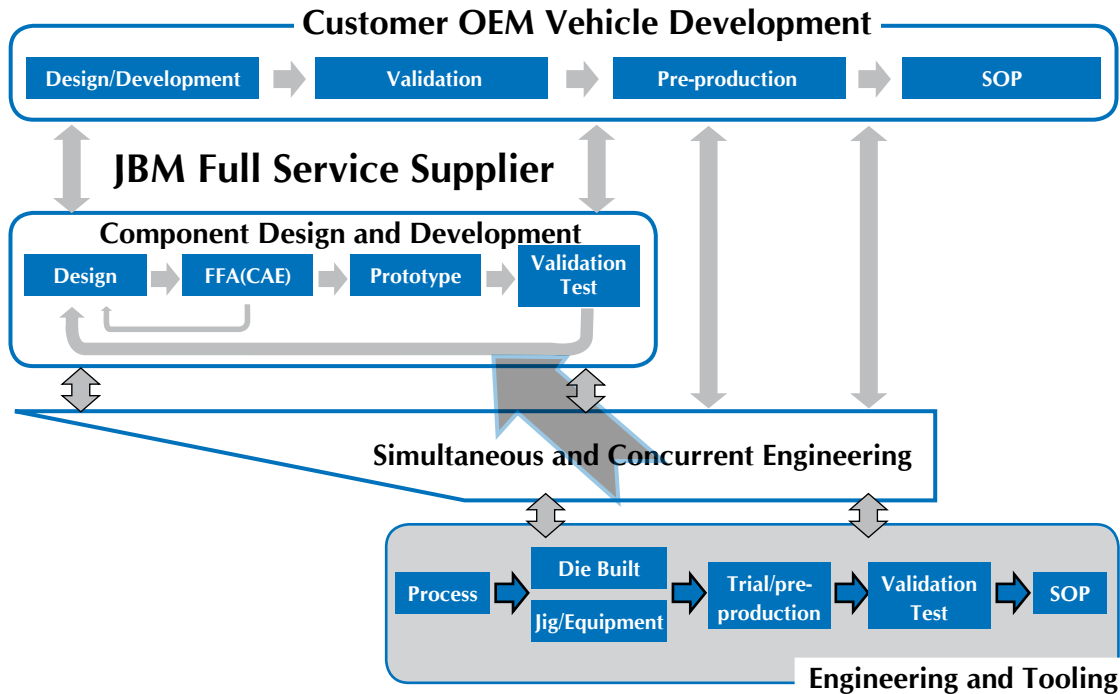 Customer OEM Vehicle Development
Design/Development
Validation
Pre-production
SOP
JBM Full Service Supplier
Component Design and Development
Design
FFA(CAE)
Prototype
Validation
Test
Simultaneous and Concurrent Engineering
Process
Die Built
Jig/Equipment
Trial/pre-
production
Validation
Test
SOP
Engineering and Tooling